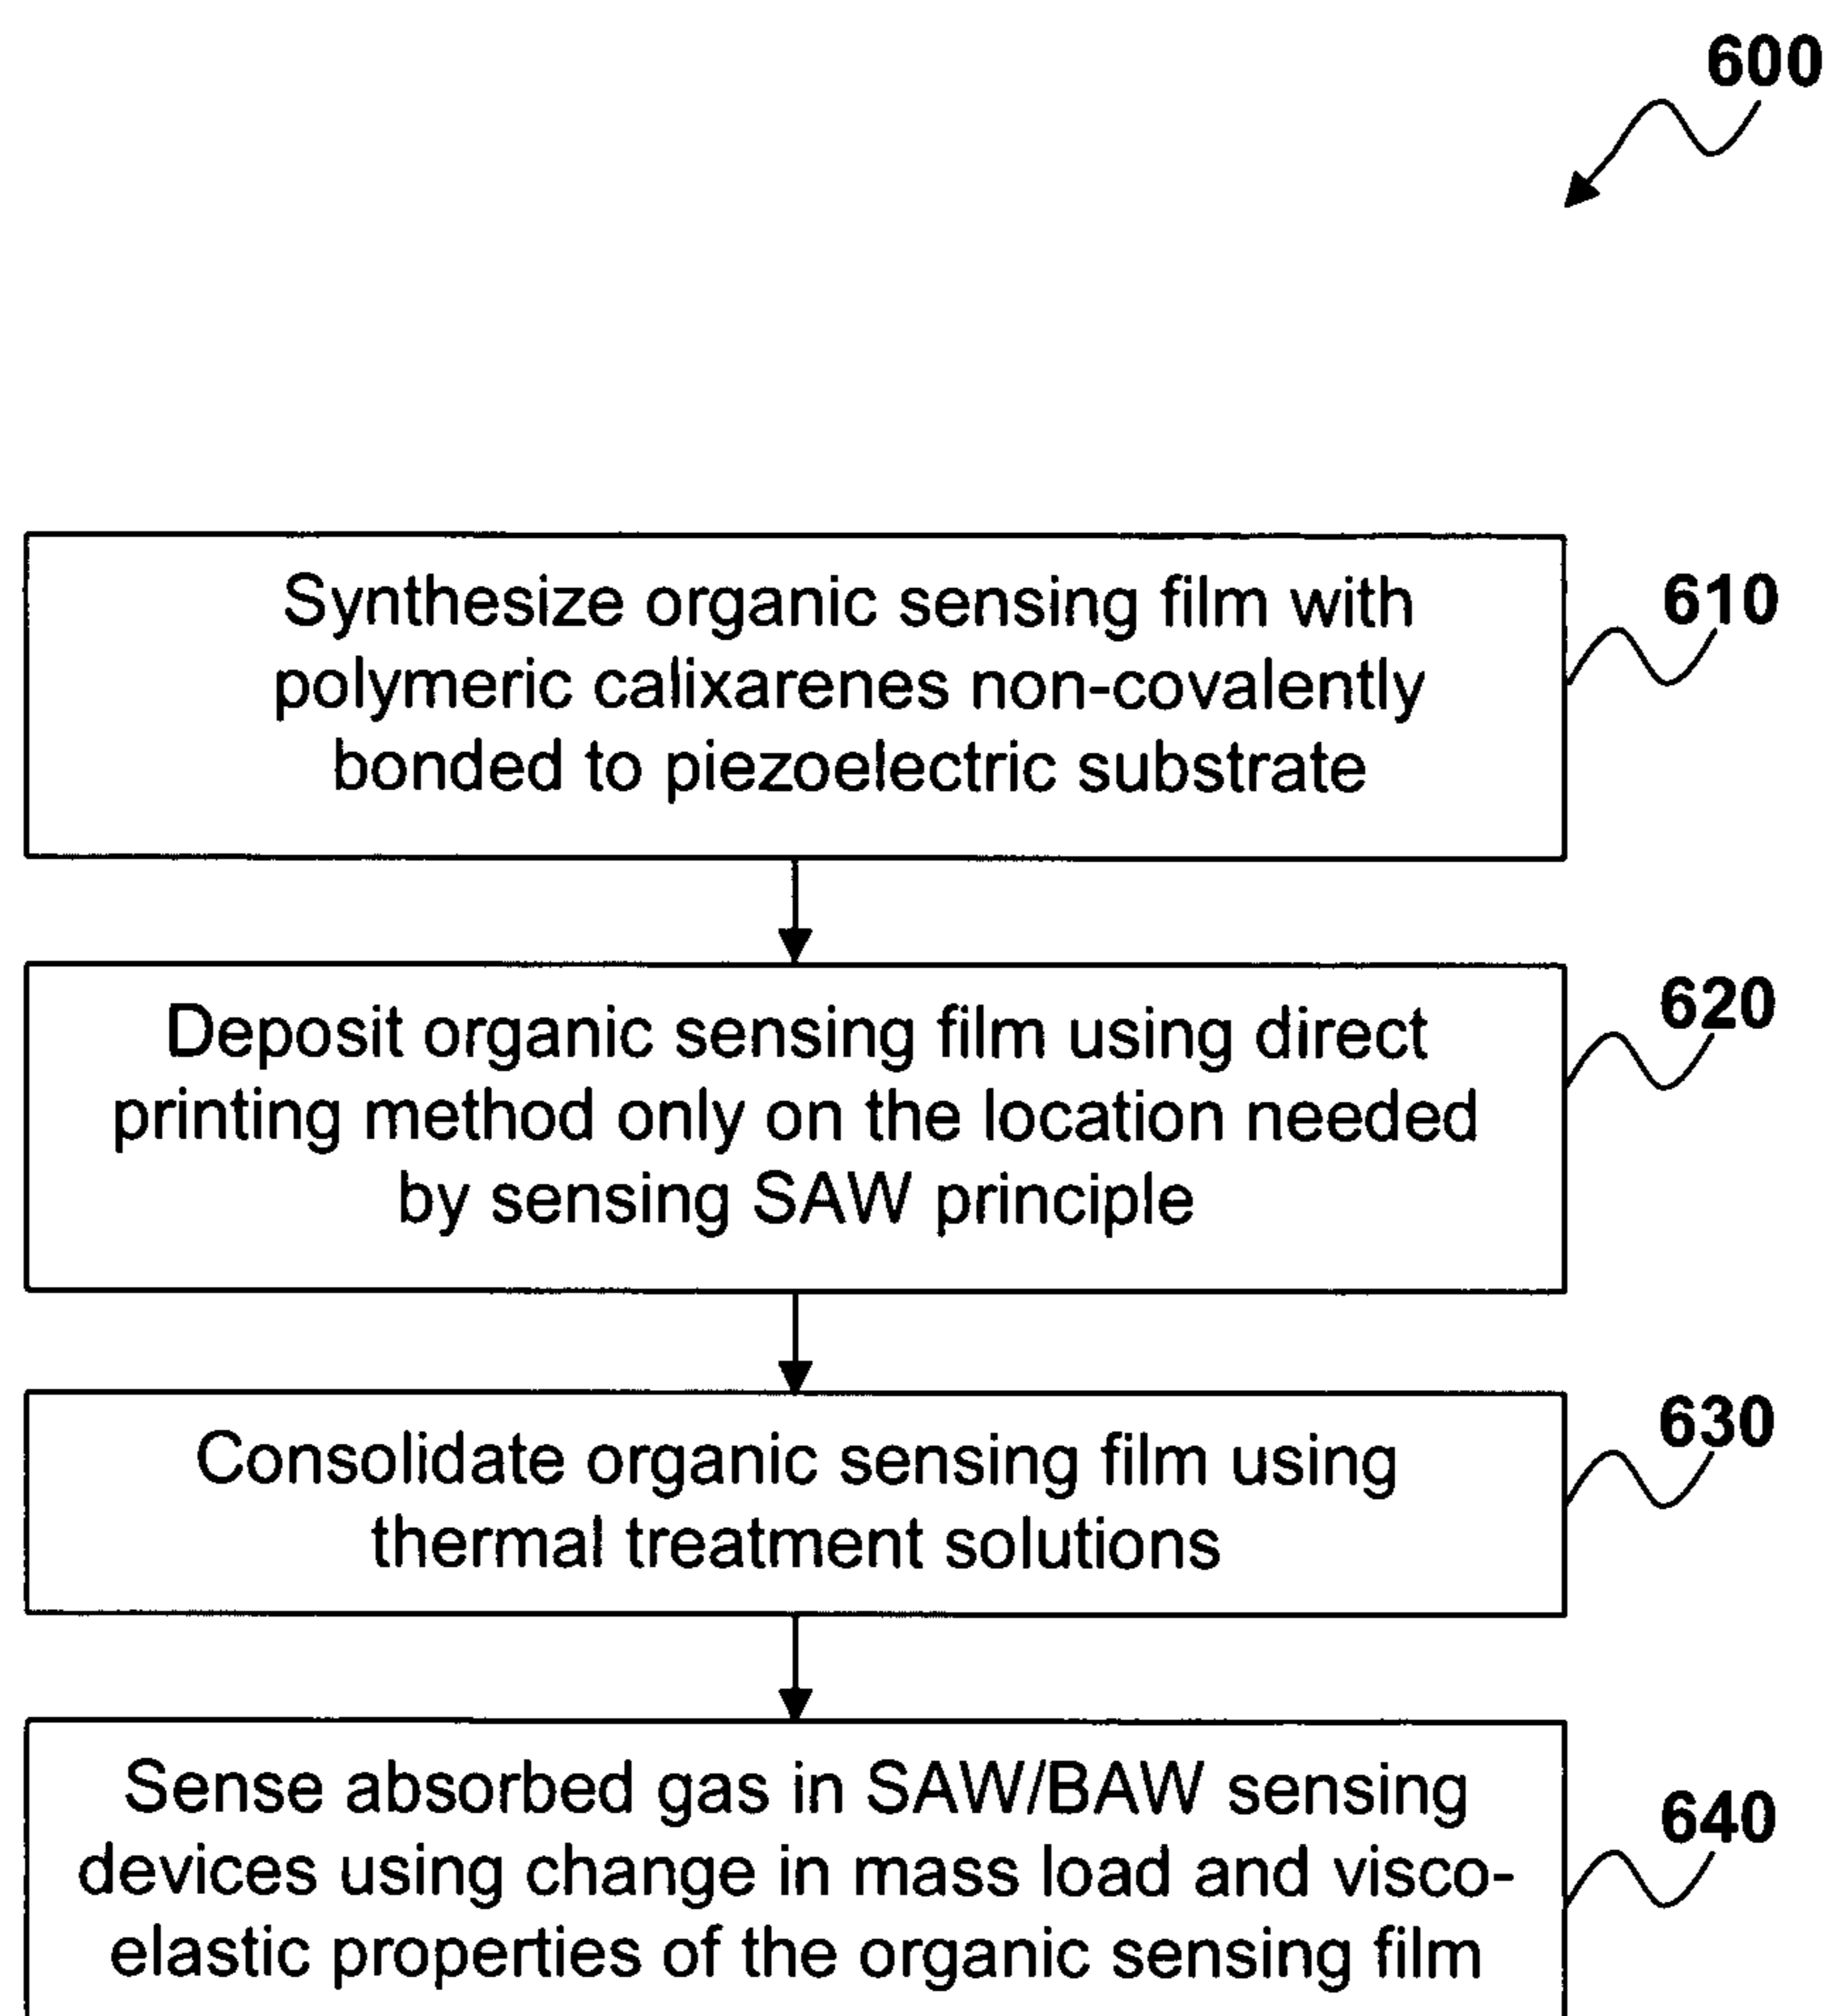 600
Synthesize organic sensing film with
polymeric calixarenes non-covalently
bonded to piezoelectric substrate
610
Deposit organic sensing film using direct
printing method only on the location needed
by sensing SAW principle
620
Consolidate organic sensing film using
thermal treatment solutions
630
Sense absorbed gas in SAW/BAW sensing
devices using change in mass load and visco-
elastic properties of the organic sensing film
640